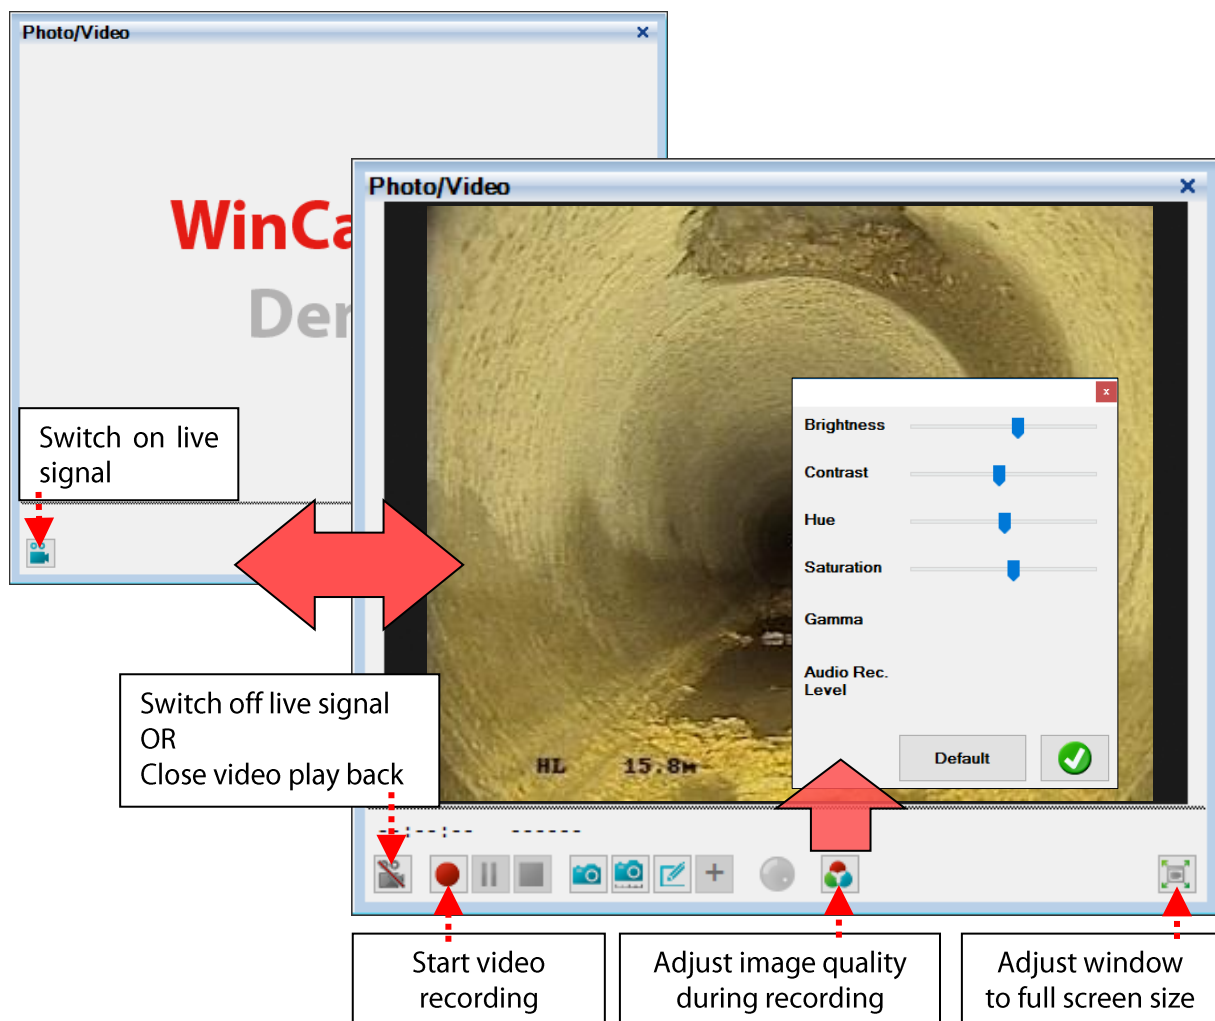 Photo/Video
WinCa
Der
Switch on live
signal
Photo/Video
Brightness
Contrast
Hue
Saturation
Gamma
Audio Rec.
Level
Default
HL 15.8m
Switch off live signal
OR
Close video play back
--:--:-- ------
Start video
recording
Adjust image quality
during recording
Adjust window
to full screen size